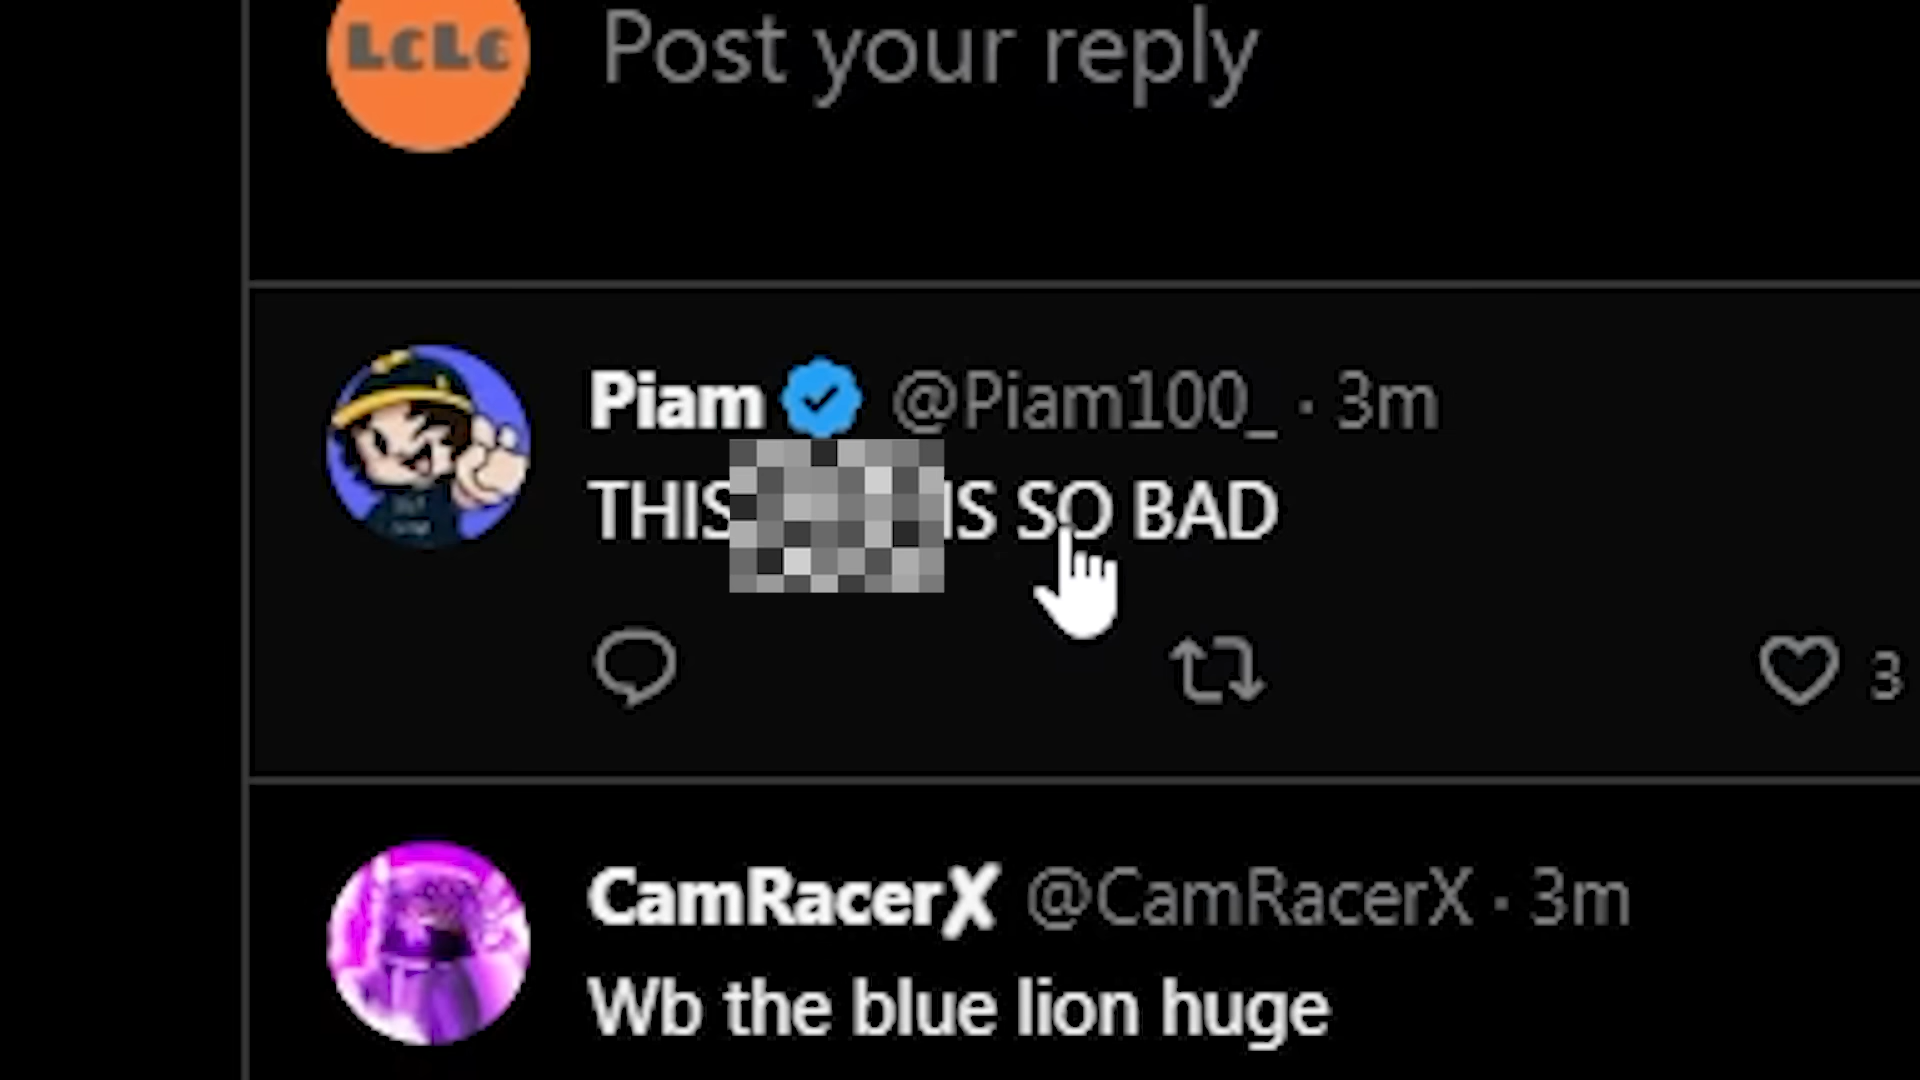 LCLC
Post your reply
Piam @Piam100_ · 3m
THIS IS SO BAD
3
CamRacerX @CamRacerX · 3m
Wb the blue lion huge